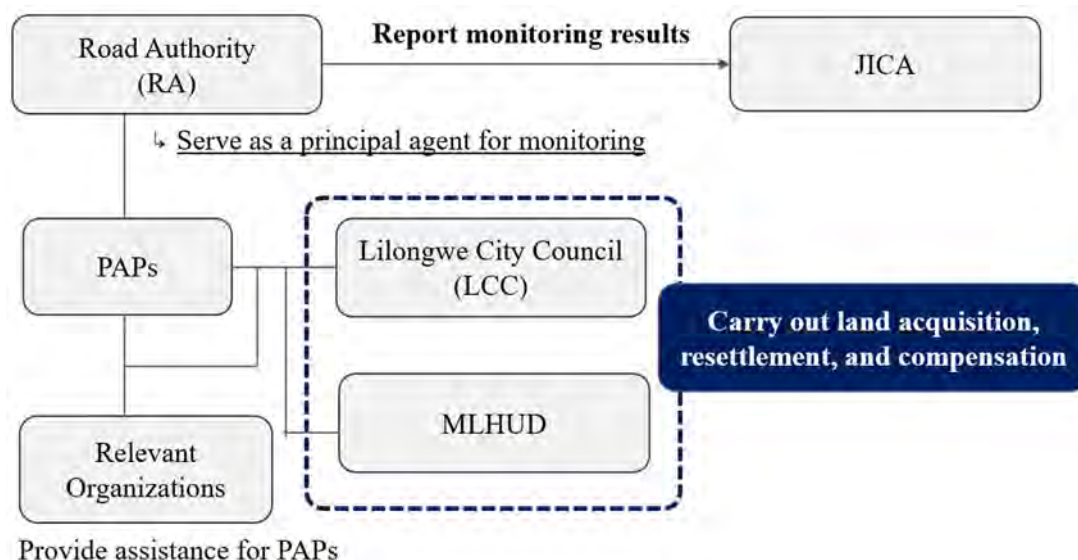 Road Authority
(RA)
Report monitoring results
JICA
↳ Serve as a principal agent for monitoring
PAPs
Lilongwe City Council
(LCC)
Carry out land acquisition,
resettlement, and compensation
MLHUD
Relevant
Organizations
Provide assistance for PAPs